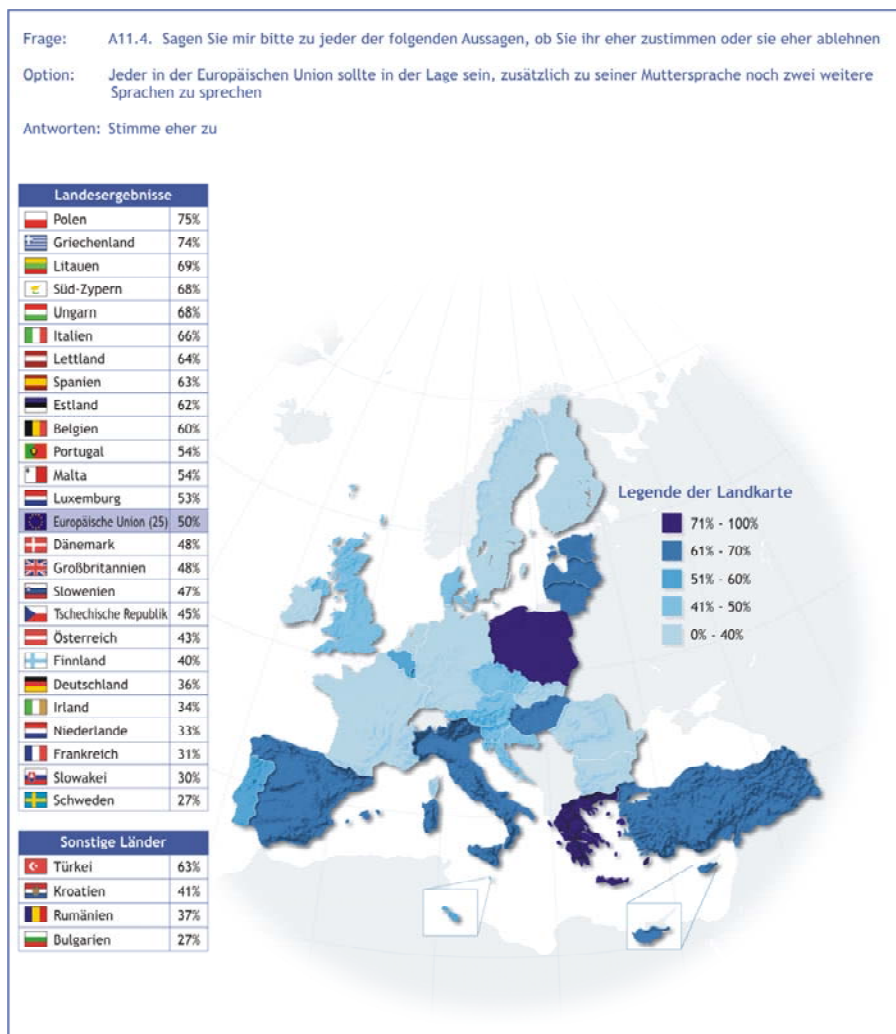 Frage: A11.4. Sagen Sie mir bitte zu jeder der folgenden Aussagen, ob Sie ihr eher zustimmen oder sie eher ablehnen
Option: Jeder in der Europäischen Union sollte in der Lage sein, zusätzlich zu seiner Muttersprache noch zwei weitere
Sprachen zu sprechen
Antworten: Stimme eher zu
Landesergebnisse
Polen 75%
Griechenland 74%
Litauen 69%
Süd-Zypern 68%
Ungarn 68%
Italien 66%
Lettland 64%
Spanien 63%
Estland 62%
Belgien 60%
Portugal 54%
Malta 54%
Luxemburg 53%
Europäische Union (25) 50%
Dänemark 48%
Großbritannien 48%
Slowenien 47%
Tschechische Republik 45%
Österreich 43%
Finnland 40%
Deutschland 36%
Irland 34%
Niederlande 33%
Frankreich 31%
Slowakei 30%
Schweden 27%
Sonstige Länder
Türkei 63%
Kroatien 41%
Rumänien 37%
Bulgarien 27%
Legende der Landkarte
71% - 100%
61% - 70%
51% - 60%
41% - 50%
0% - 40%